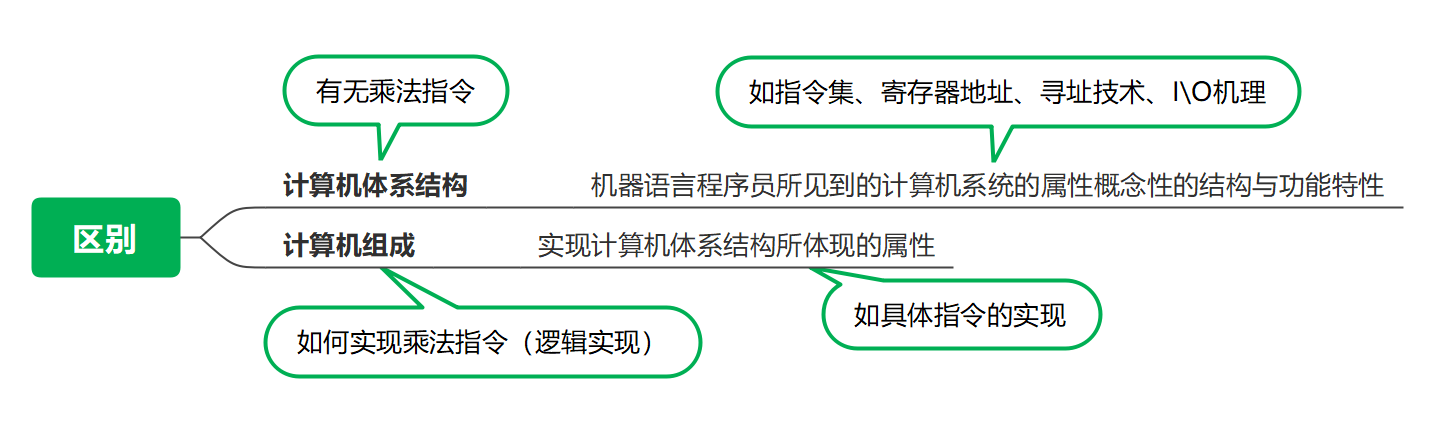 有无乘法指令
如指令集、寄存器地址、寻址技术、I\O机理
计算机体系结构 机器语言程序员所见到的计算机系统的属性概念性的结构与功能特性
区别
计算机组成 实现计算机体系结构所体现的属性
如具体指令的实现
如何实现乘法指令（逻辑实现）